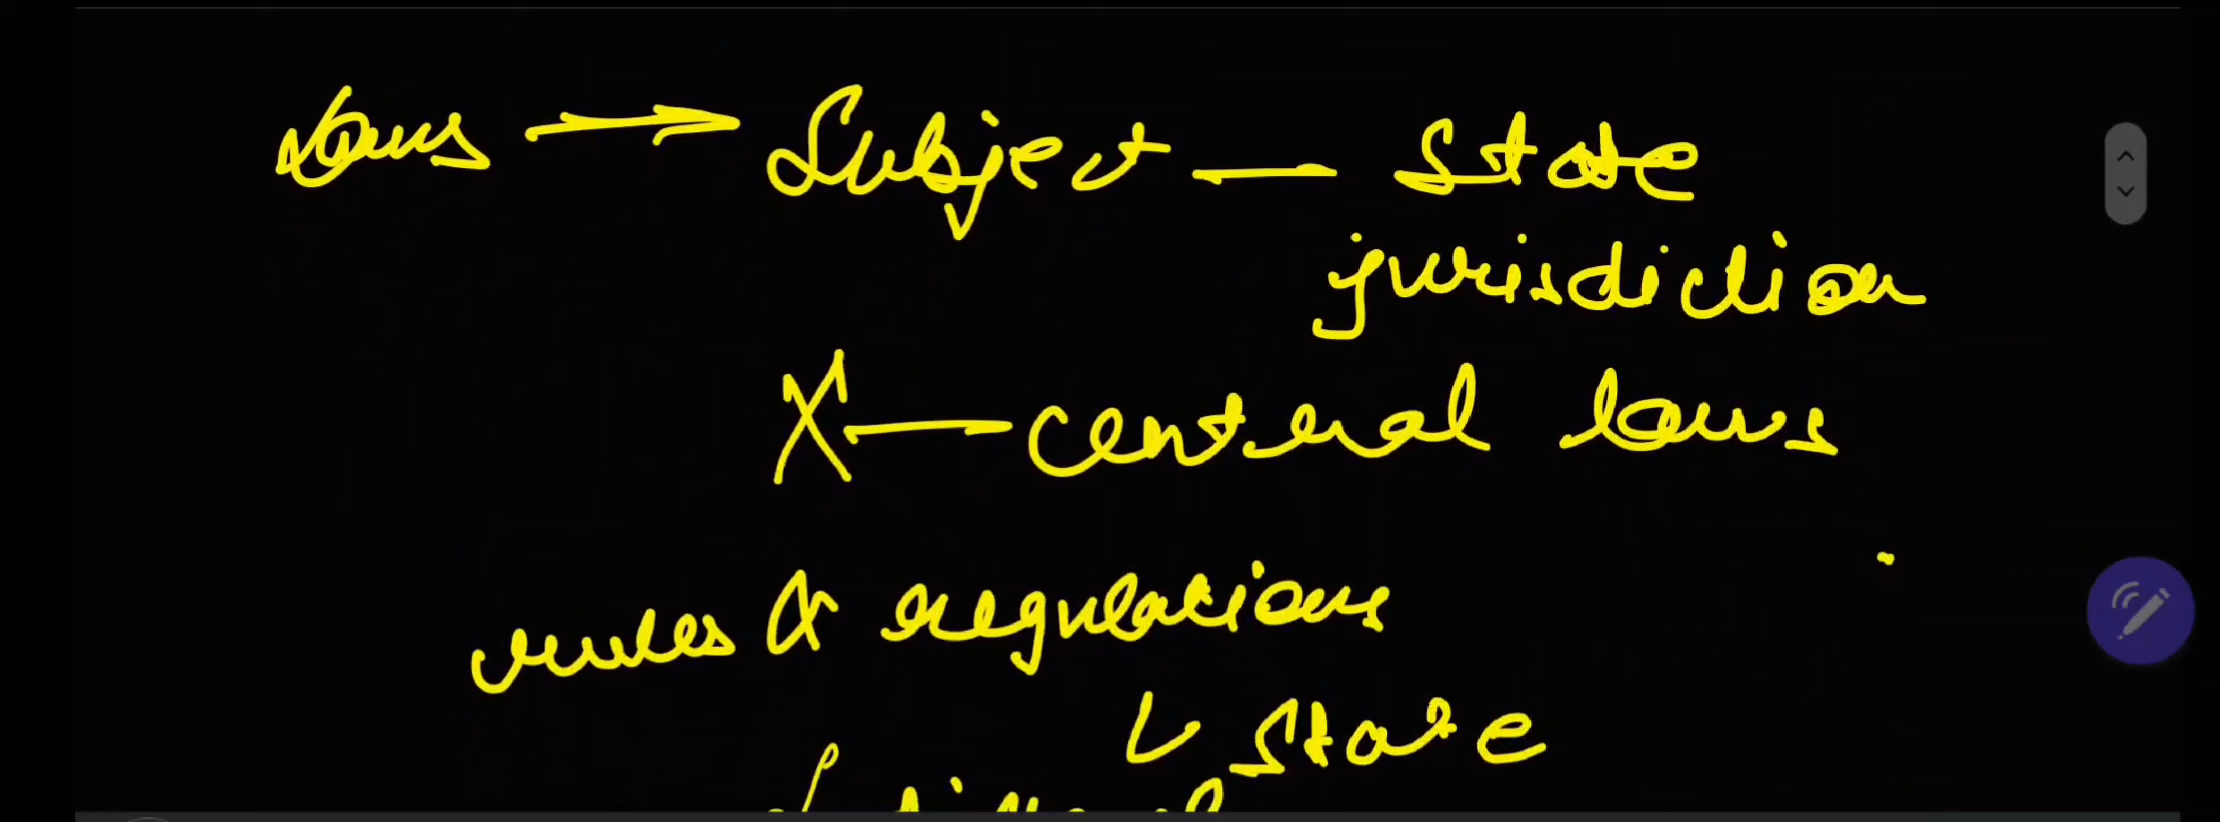 Laws → Subject — State
jurisdiction
X — central laws
rules & regulations
↳ State